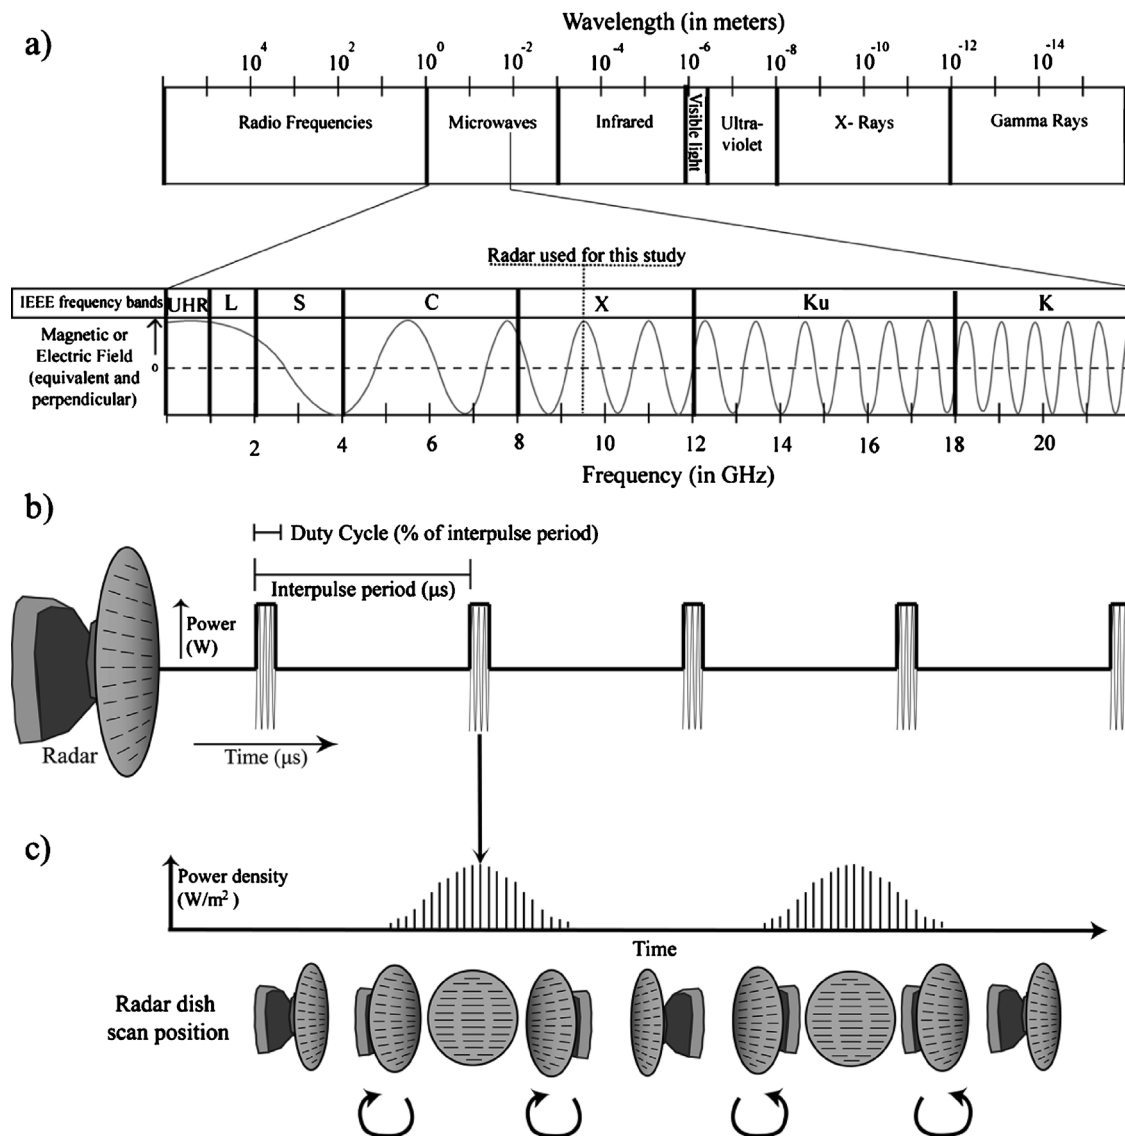 a)
Wavelength (in meters)
10^4 10^2 10^0 10^-2 10^-4 10^-6 10^-8 10^-10 10^-12 10^-14
Radio Frequencies Microwaves Infrared Visible light Ultra-violet X- Rays Gamma Rays
Radar used for this study
IEEE frequency bands UHR L S C X Ku K
Magnetic or
Electric Field
(equivalent and
perpendicular)
0
2 4 6 8 10 12 14 16 18 20
Frequency (in GHz)
b)
Duty Cycle (% of interpulse period)
Interpulse period (μs)
Power
(W)
Radar
Time (μs)
c)
Power density
(W/m²)
Time
Radar dish
scan position